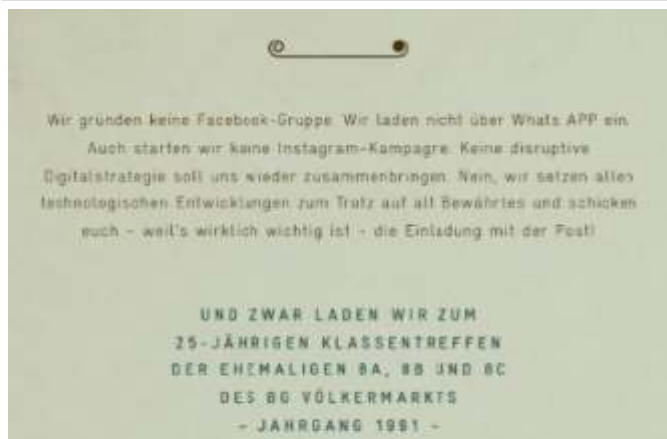 Wir gründen keine Facebook-Gruppe. Wir laden nicht über Whats APP ein.
Auch starten wir keine Instagram-Kampagne. Keine disruptive
Digitalstrategie soll uns wieder zusammenbringen. Nein, wir setzen allen
technologischen Entwicklungen zum Trotz auf alt Bewährtes und schicken
euch - weil's wirklich wichtig ist - die Einladung mit der Post!
UND ZWAR LADEN WIR ZUM
25-JÄHRIGEN KLASSENTREFFEN
DER EHEMALIGEN 8A, 8B UND 8C
DES BG VÖLKERMARKTS
- JAHRGANG 1991 -